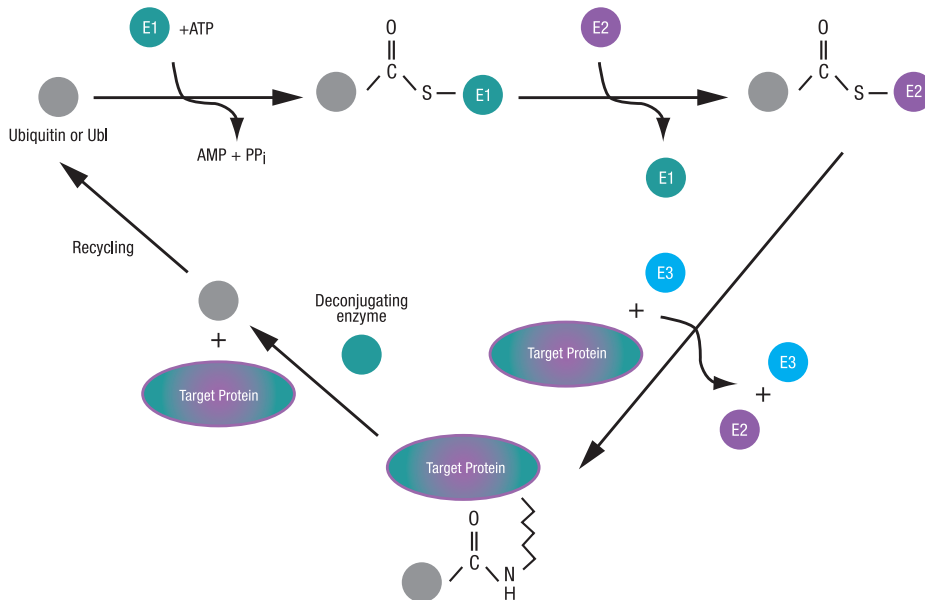 E1 +ATP
E2
O
C
S
E1
O
C
S
E2
Ubiquitin or Ubl
AMP + PPi
E1
Recycling
E3
+
Target Protein
Deconjugating
enzyme
+
Target Protein
E3
+
E2
Target Protein
O
C
N
H